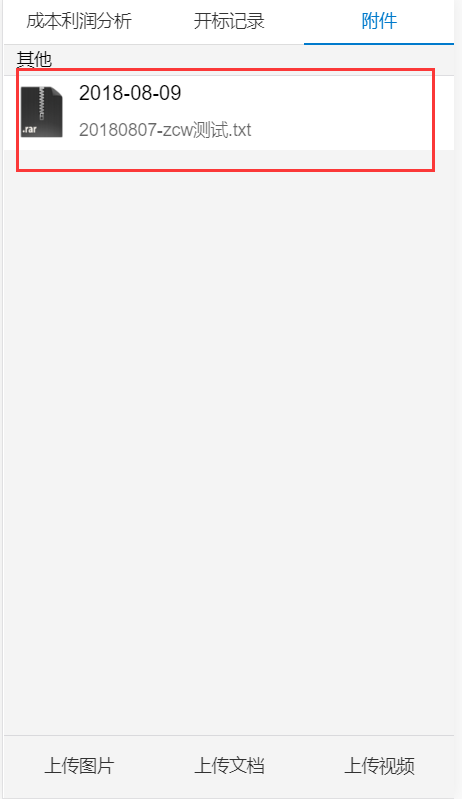 成本利润分析 开标记录 附件
其他
2018-08-09
.rar
20180807-zcw测试.txt
上传图片 上传文档 上传视频